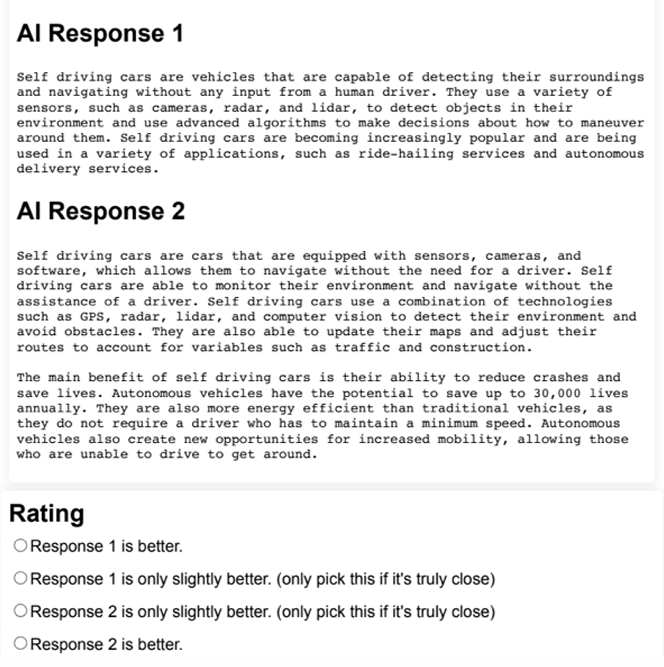 AI Response 1
Self driving cars are vehicles that are capable of detecting their surroundings
and navigating without any input from a human driver. They use a variety of
sensors, such as cameras, radar, and lidar, to detect objects in their
environment and use advanced algorithms to make decisions about how to maneuver
around them. Self driving cars are becoming increasingly popular and are being
used in a variety of applications, such as ride-hailing services and autonomous
delivery services.
AI Response 2
Self driving cars are cars that are equipped with sensors, cameras, and
software, which allows them to navigate without the need for a driver. Self
driving cars are able to monitor their environment and navigate without the
assistance of a driver. Self driving cars use a combination of technologies
such as GPS, radar, lidar, and computer vision to detect their environment and
avoid obstacles. They are also able to update their maps and adjust their
routes to account for variables such as traffic and construction.
The main benefit of self driving cars is their ability to reduce crashes and
save lives. Autonomous vehicles have the potential to save up to 30,000 lives
annually. They are also more energy efficient than traditional vehicles, as
they do not require a driver who has to maintain a minimum speed. Autonomous
vehicles also create new opportunities for increased mobility, allowing those
who are unable to drive to get around.
Rating
Response 1 is better.
Response 1 is only slightly better. (only pick this if it's truly close)
Response 2 is only slightly better. (only pick this if it's truly close)
Response 2 is better.